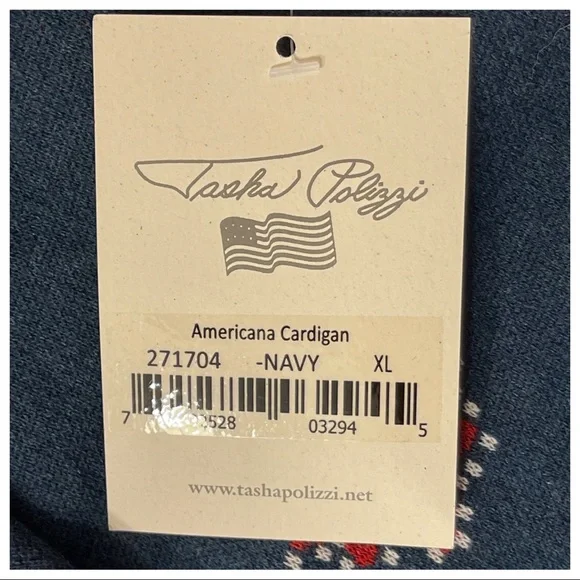 Tasha Polizzi
Americana Cardigan
271704 -NAVY XL
7 528 03294 5
www.tashapolizzi.net